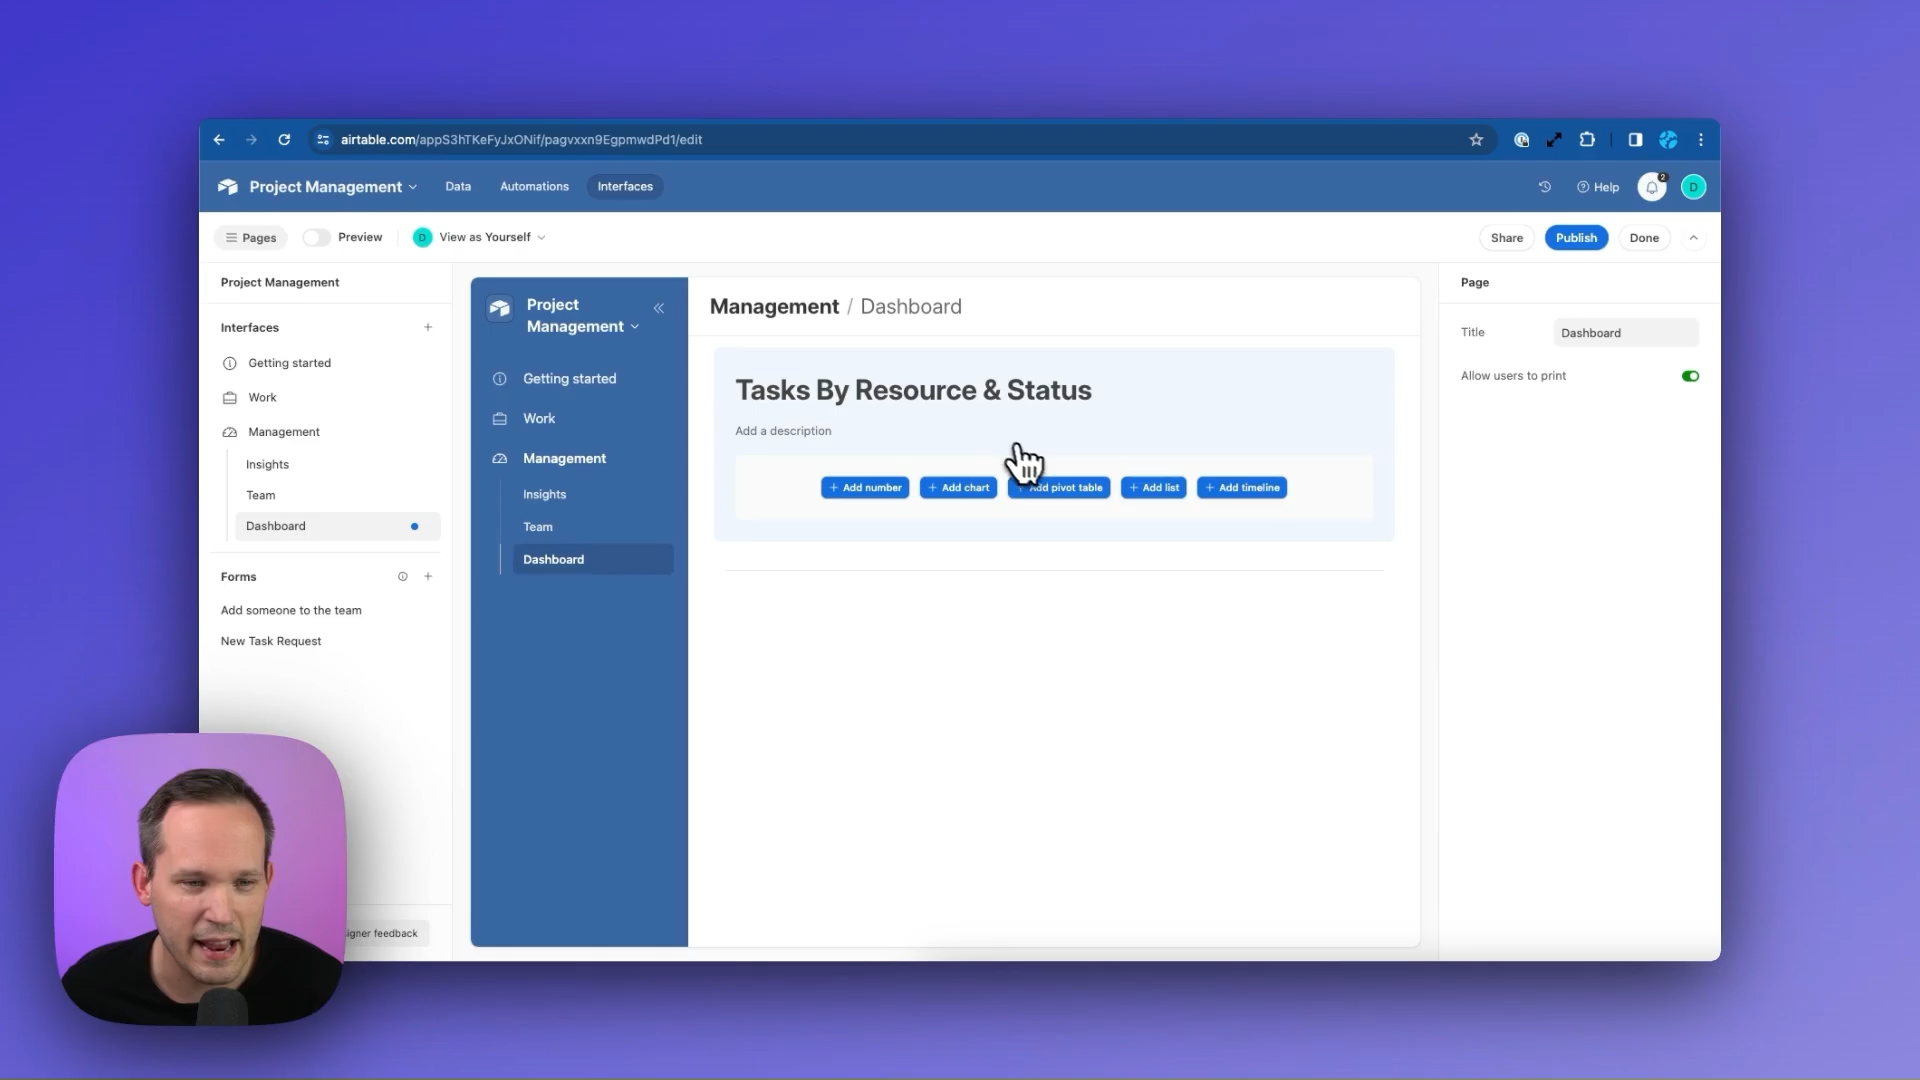 airtable.com/appS3hTKeFyJxONif/pagvxxn9EgpmwdPd1/edit
Project Management
Data
Automations
Interfaces
Help
2
D
Pages
Preview
D
View as Yourself
Share
Publish
Done
Project Management
Interfaces
Getting started
Work
Management
Insights
Team
Dashboard
Forms
Add someone to the team
New Task Request
igner feedback
Project
Management
Getting started
Work
Management
Insights
Team
Dashboard
Management / Dashboard
Tasks By Resource & Status
Add a description
+ Add number
+ Add chart
Add pivot table
+ Add list
+ Add timeline
Page
Title
Dashboard
Allow users to print